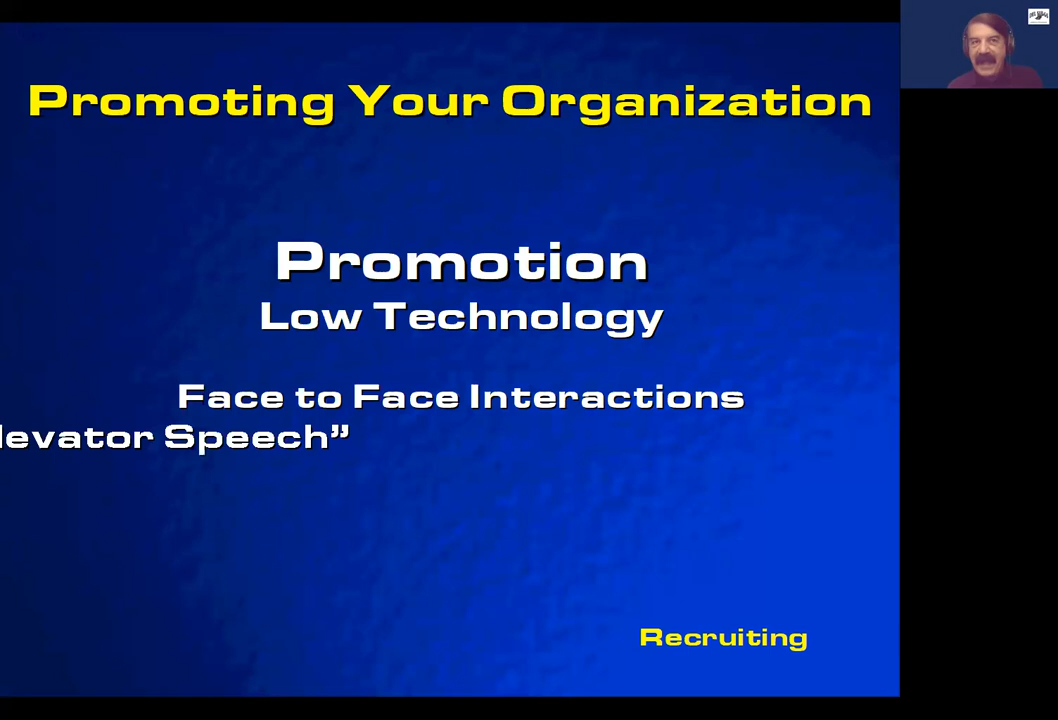 Promoting Your Organization
Promotion
Low Technology
Face to Face Interactions
levator Speech”
Recruiting